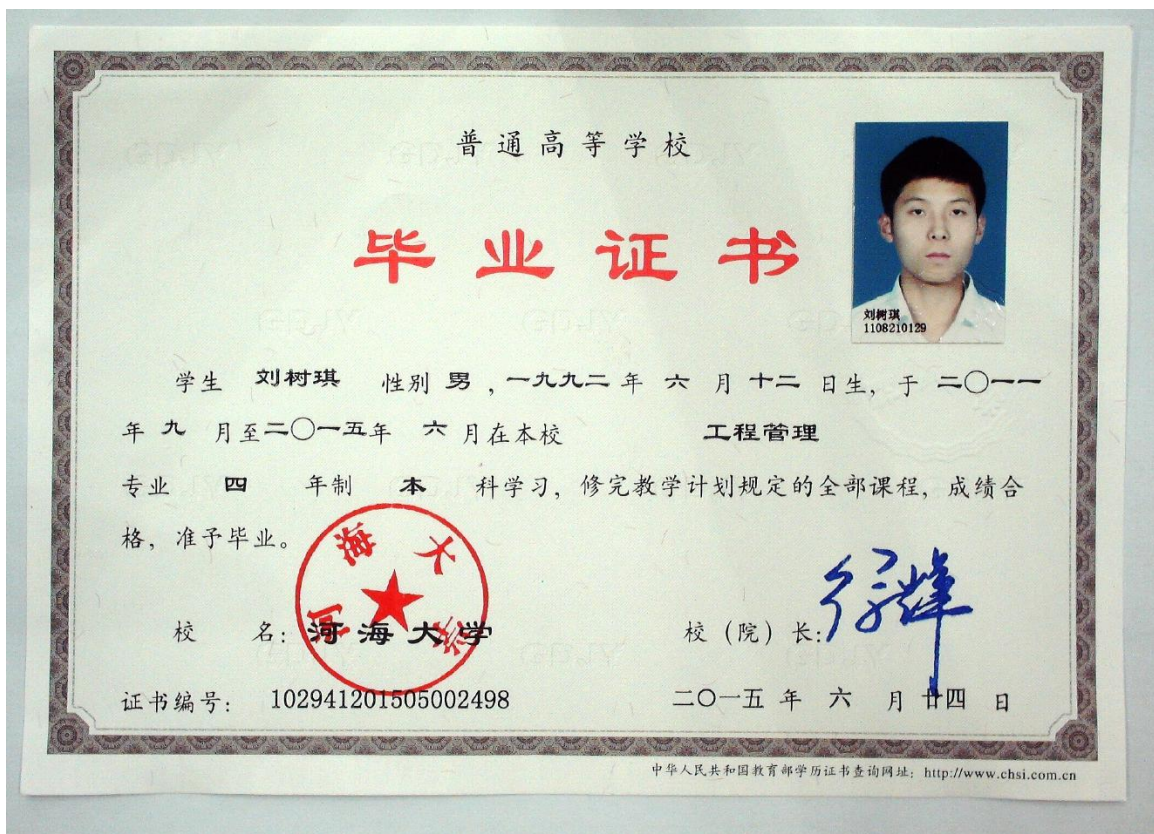 普通高等学校
毕业证书
刘树琪
1108210129
学生 刘树琪 性别 男 ,一九九二 年 六 月 十二 日生, 于 二〇一一
年 九 月至二〇一五年 六 月在本校 工程管理
专业 四 年制 本 科学习, 修完教学计划规定的全部课程, 成绩合
格, 准予毕业。
河海大学
校 名: 河海大学 校 (院) 长:
证书编号: 102941201505002498 二〇一五 年 六 月 廿四 日
中华人民共和国教育部学历证书查询网址: http://www.chsi.com.cn